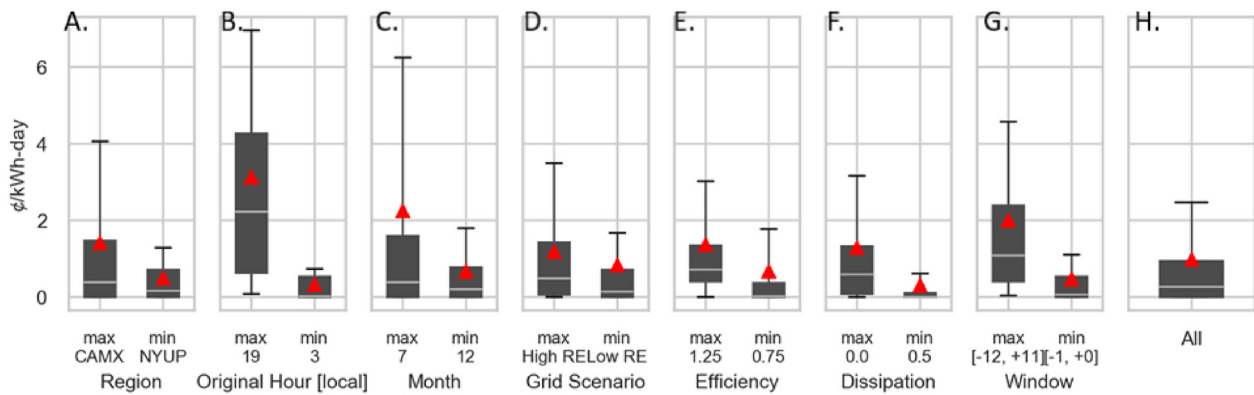 A. B. C. D. E. F. G. H.
¢/kWh-day
6
4
2
0
max min max min max min max min max min max min max min All
CAMX NYUP 19 3 7 12 High RE Low RE 1.25 0.75 0.0 0.5 [-12, +11] [-1, +0]
Region Original Hour [local] Month Grid Scenario Efficiency Dissipation Window